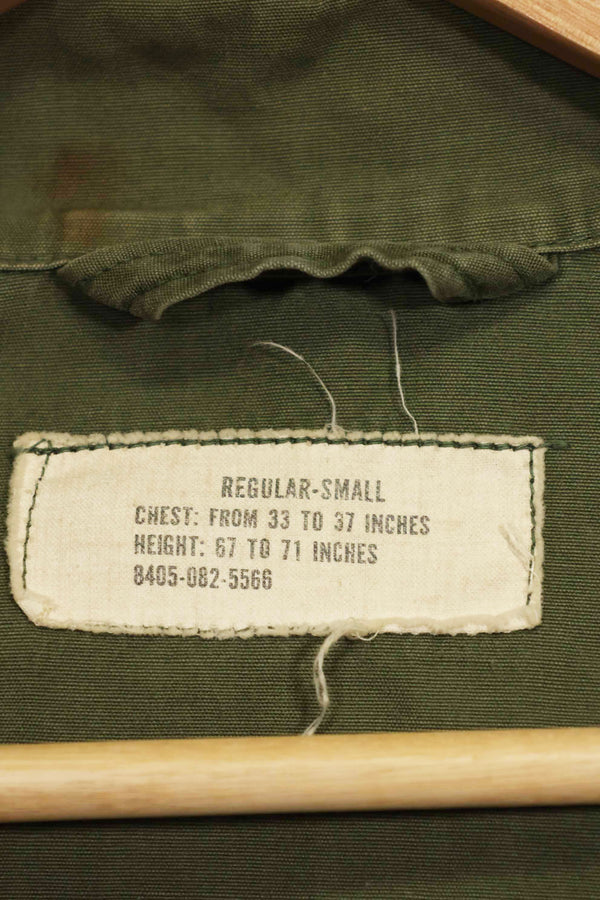 REGULAR-SMALL
CHEST: FROM 33 TO 37 INCHES
HEIGHT: 67 TO 71 INCHES
8405-082-5566